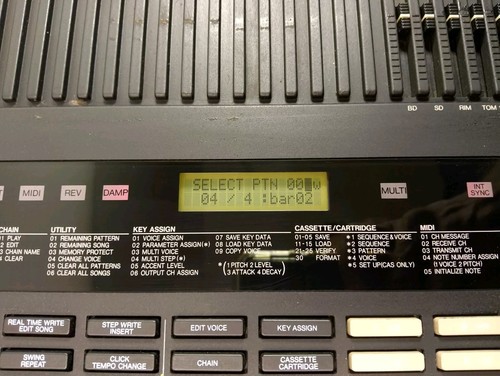 BD SD RIM TOM
MIDI REV DAMP MULTI INT SYNC
SELECT PTN 00 w
04 / 4 :bar02
CHAIN
01 PLAY
02 EDIT
03 CHAIN NAME
04 CLEAR
UTILITY
01 REMAINING PATTERN
02 REMAINING SONG
03 MEMORY PROTECT
04 CHANGE VOICE
05 CLEAR ALL PATTERNS
06 CLEAR ALL SONGS
KEY ASSIGN
01 VOICE ASSIGN
02 PARAMETER ASSIGN(*)
03 MULTI VOICE
04 MULTI STEP(*)
05 ACCENT LEVEL
06 OUTPUT CH ASSIGN
07 SAVE KEY DATA
08 LOAD KEY DATA
09 COPY VOICE
*(1 PITCH 2 LEVEL
3 ATTACK 4 DECAY)
CASSETTE/CARTRIDGE
01-05 SAVE
11-15 LOAD
21-25 VERIFY
30 FORMAT
*1 SEQUENCE&VOICE
*2 SEQUENCE
*3 PATTERN
*4 VOICE
*5 SET UP(CAS ONLY)
MIDI
01 CH MESSAGE
02 RECEIVE CH
03 TRANSMIT CH
04 NOTE NUMBER ASSIGN
(1 VOICE 2 PITCH)
05 INITIALIZE NOTE
REAL TIME WRITE
EDIT SONG
STEP WRITE
INSERT
EDIT VOICE
KEY ASSIGN
SWING
REPEAT
CLICK
TEMPO CHANGE
CHAIN
CASSETTE
CARTRIDGE